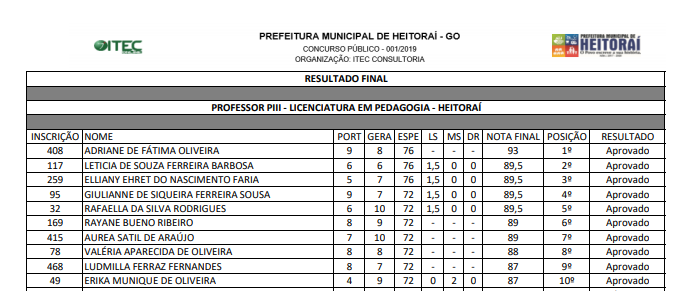 ITEC
PREFEITURA MUNICIPAL DE HEITORAÍ - GO
CONCURSO PÚBLICO - 001/2019
ORGANIZAÇÃO: ITEC CONSULTORIA
PREFEITURA MUNICIPAL DE
HEITORAÍ
RESULTADO FINAL
PROFESSOR PIII - LICENCIATURA EM PEDAGOGIA - HEITORAÍ
INSCRIÇÃO NOME PORT GERA ESPE LS MS DR NOTA FINAL POSIÇÃO RESULTADO
408 ADRIANE DE FÁTIMA OLIVEIRA 9 8 76 - - - 93 1º Aprovado
117 LETICIA DE SOUZA FERREIRA BARBOSA 6 6 76 1,5 0 0 89,5 2º Aprovado
259 ELLIANY EHRET DO NASCIMENTO FARIA 5 7 76 1,5 0 0 89,5 3º Aprovado
95 GIULIANNE DE SIQUEIRA FERREIRA SOUSA 9 7 72 1,5 0 0 89,5 4º Aprovado
32 RAFAELLA DA SILVA RODRIGUES 6 10 72 1,5 0 0 89,5 5º Aprovado
169 RAYANE BUENO RIBEIRO 8 9 72 - - - 89 6º Aprovado
415 AUREA SATIL DE ARAÚJO 7 10 72 - - - 89 7º Aprovado
78 VALÉRIA APARECIDA DE OLIVEIRA 8 8 72 - - - 88 8º Aprovado
468 LUDMILLA FERRAZ FERNANDES 8 7 72 - - - 87 9º Aprovado
49 ERIKA MUNIQUE DE OLIVEIRA 4 9 72 0 2 0 87 10º Aprovado